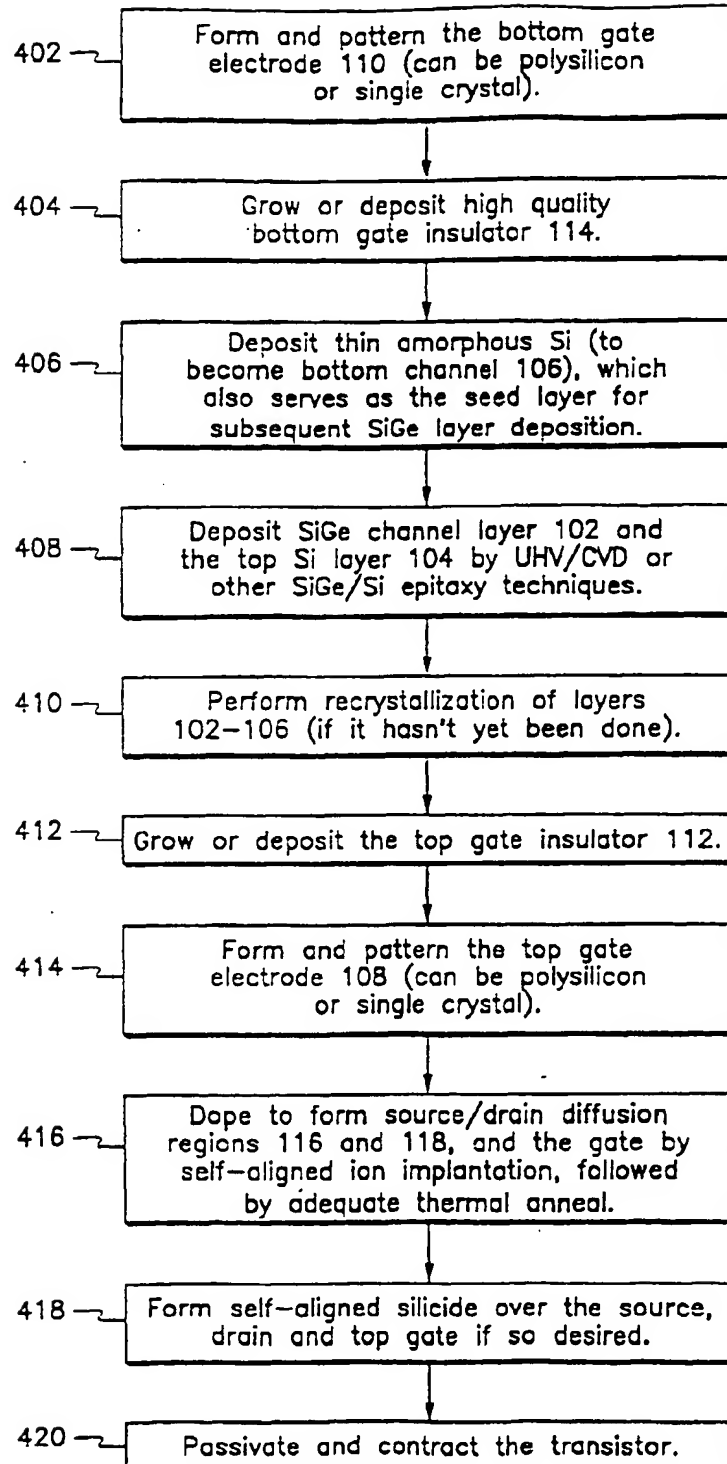 402
Form and pattern the bottom gate
electrode 110 (can be polysilicon
or single crystal).
404
Grow or deposit high quality
bottom gate insulator 114.
406
Deposit thin amorphous Si (to
become bottom channel 106), which
also serves as the seed layer for
subsequent SiGe layer deposition.
408
Deposit SiGe channel layer 102 and
the top Si layer 104 by UHV/CVD or
other SiGe/Si epitaxy techniques.
410
Perform recrystallization of layers
102-106 (if it hasn't yet been done).
412
Grow or deposit the top gate insulator 112.
414
Form and pattern the top gate
electrode 108 (can be polysilicon
or single crystal).
416
Dope to form source/drain diffusion
regions 116 and 118, and the gate by
self-aligned ion implantation, followed
by adequate thermal anneal.
418
Form self-aligned silicide over the source,
drain and top gate if so desired.
420
Passivate and contract the transistor.